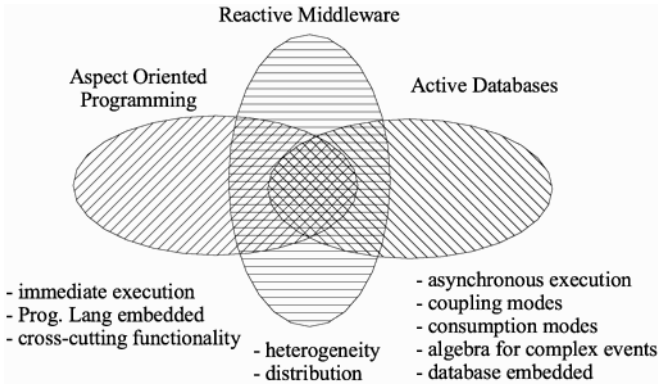 Reactive Middleware
Aspect Oriented
Programming
Active Databases
- immediate execution
- Prog. Lang embedded
- cross-cutting functionality
- heterogeneity
- distribution
- asynchronous execution
- coupling modes
- consumption modes
- algebra for complex events
- database embedded